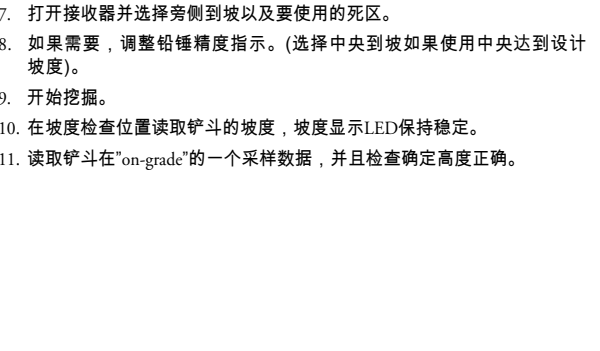 7. 打开接收器并选择旁侧到坡以及要使用的死区。
8. 如果需要，调整铅锤精度指示。(选择中央到坡如果使用中央达到设计
坡度)。
9. 开始挖掘。
10. 在坡度检查位置读取铲斗的坡度，坡度显示LED保持稳定。
11. 读取铲斗在”on-grade”的一个采样数据，并且检查确定高度正确。